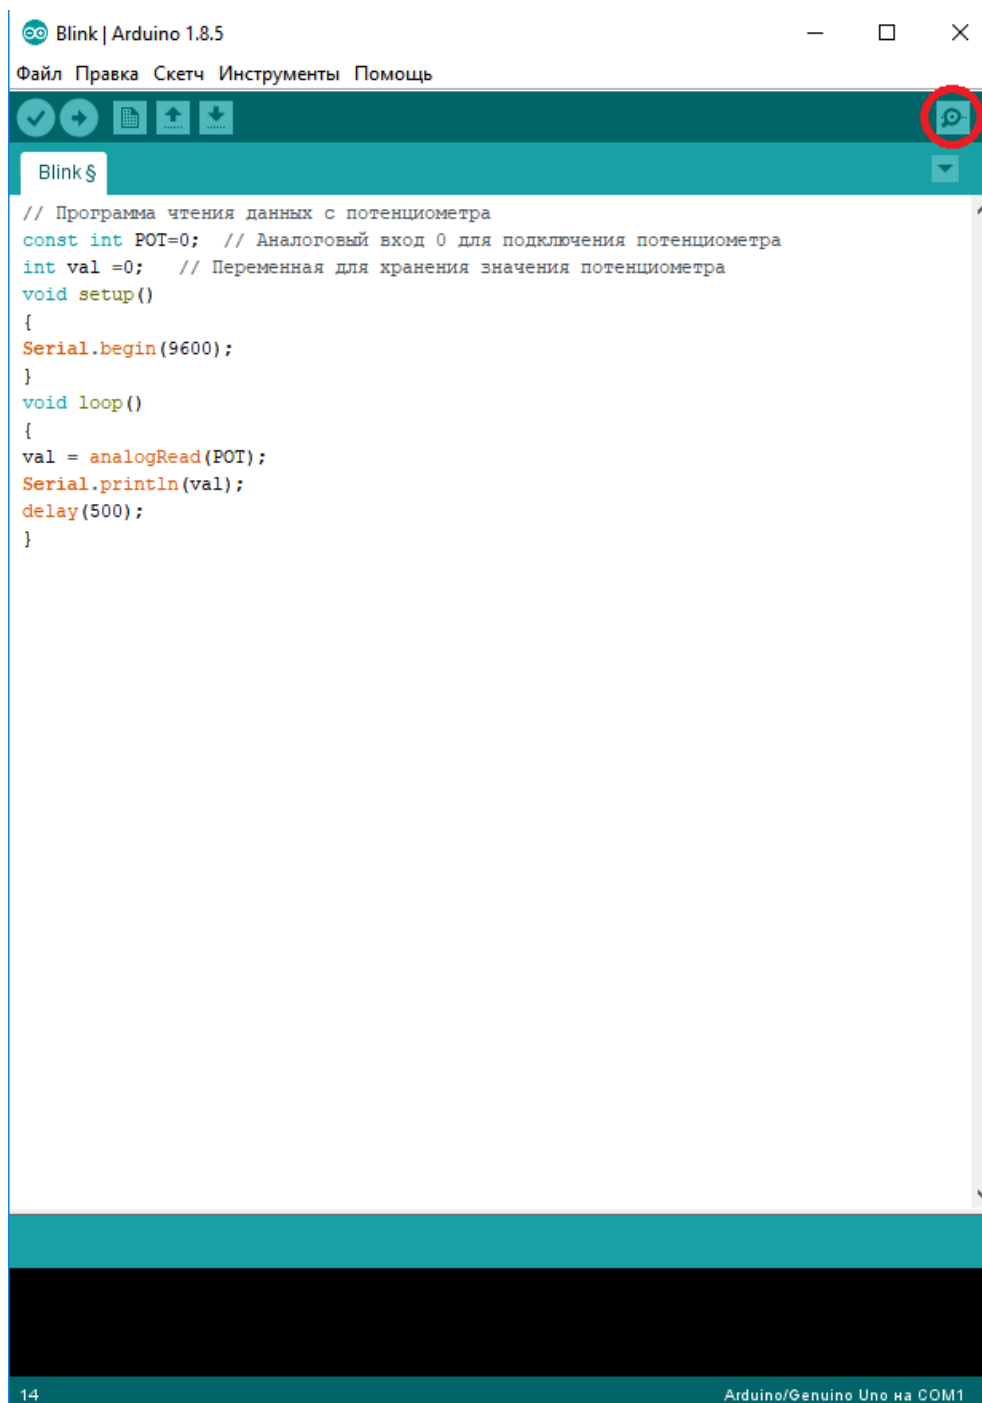 Blink | Arduino 1.8.5
Файл Правка Скетч Инструменты Помощь
Blink §
// Программа чтения данных с потенциометра
const int POT=0;  // Аналоговый вход 0 для подключения потенциометра
int val =0;   // Переменная для хранения значения потенциометра
void setup()
{
Serial.begin(9600);
}
void loop()
{
val = analogRead(POT);
Serial.println(val);
delay(500);
}
14
Arduino/Genuino Uno на COM1